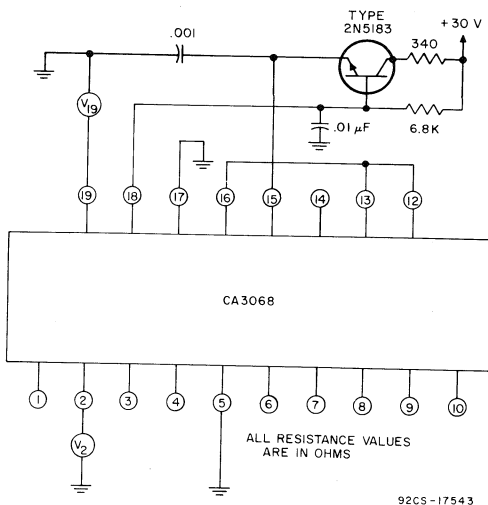 TYPE
2N5183
+30 V
.001
340
V19
.01 µF
6.8K
19 18 17 16 15 14 13 12
CA3068
1 2 3 4 5 6 7 8 9 10
V2
ALL RESISTANCE VALUES
ARE IN OHMS
92CS-17543